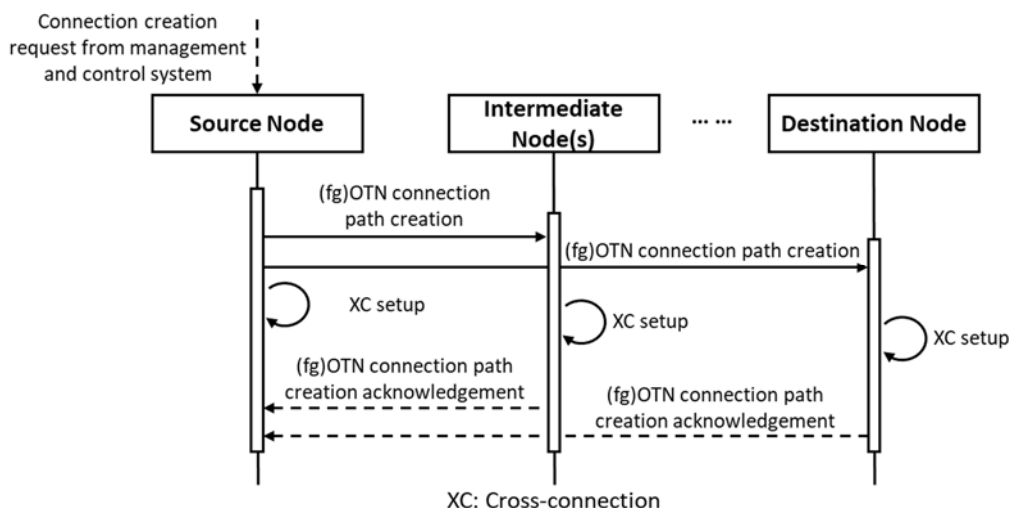 Connection creation
request from management
and control system
Source Node
Intermediate
Node(s)
... ...
Destination Node
(fg)OTN connection
path creation
(fg)OTN connection path creation
XC setup
XC setup
XC setup
(fg)OTN connection path
creation acknowledgement
(fg)OTN connection path
creation acknowledgement
XC: Cross-connection